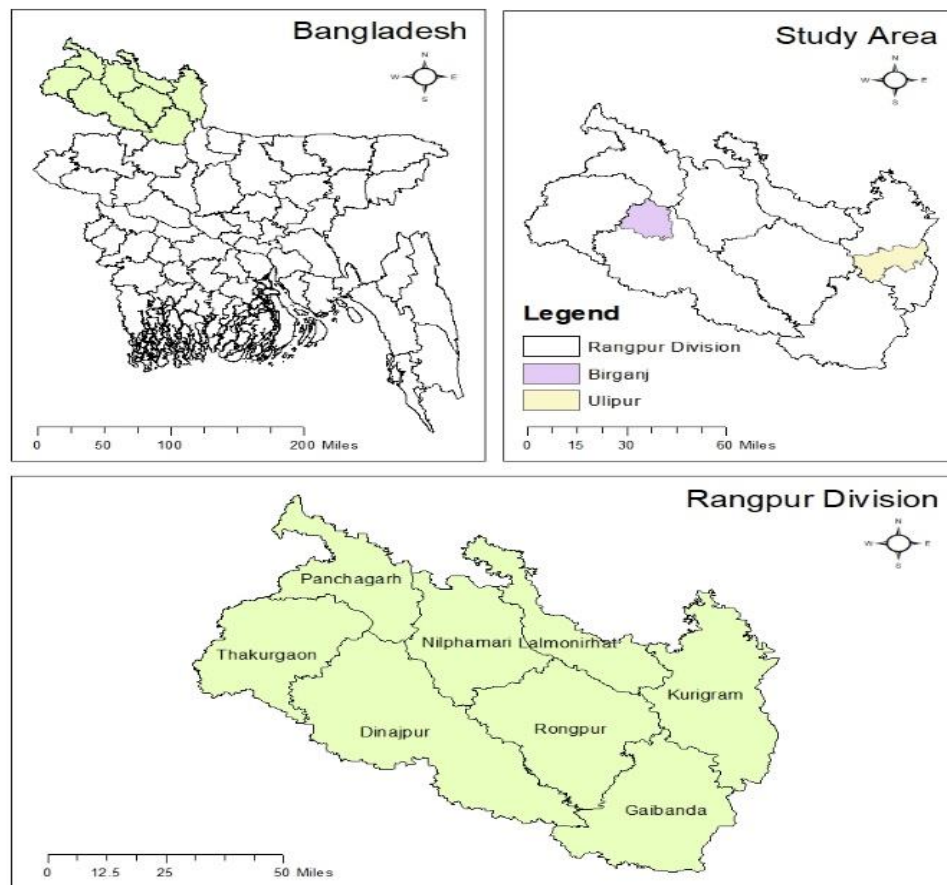 Bangladesh
N
W E
S
0 50 100 200 Miles
Study Area
N
W E
S
Legend
Rangpur Division
Birganj
Ulipur
0 15 30 60 Miles
Rangpur Division
N
W E
S
Panchagarh
Nilphamari Lalmonirhat
Thakurgaon
Kurigram
Dinajpur
Rongpur
Gaibanda
0 12.5 25 50 Miles